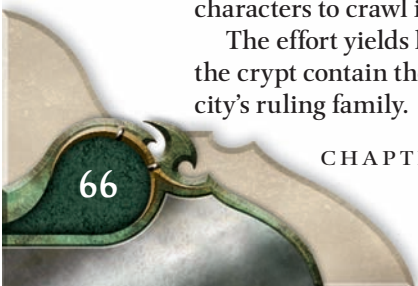 characters to crawl i
The effort yields
the crypt contain th
city's ruling family.
CHAPT
66